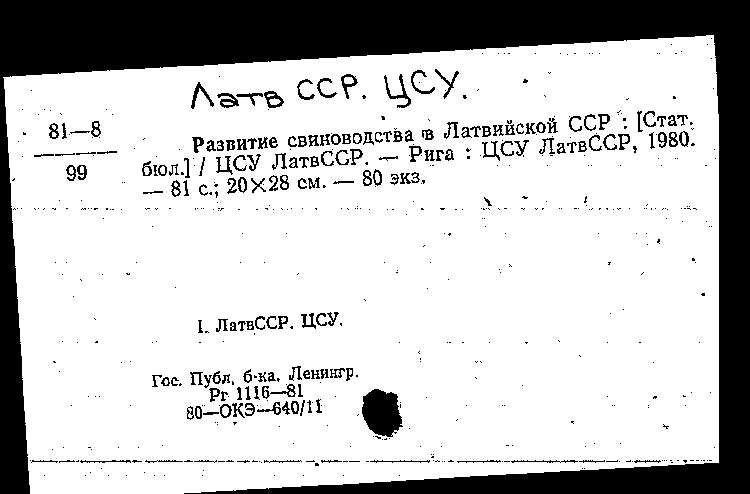 Латв ССР. ЦСУ.
81—8
99
Развитие свиноводства в Латвийской ССР : [Стат.
бюл.] / ЦСУ ЛатвССР. — Рига : ЦСУ ЛатвССР, 1980.
— 81 с.; 20×28 см. — 80 экз.
I. ЛатвССР. ЦСУ.
Гос. Публ. б-ка. Ленингр.
Рг 1116—81
80—ОКЭ—640/11